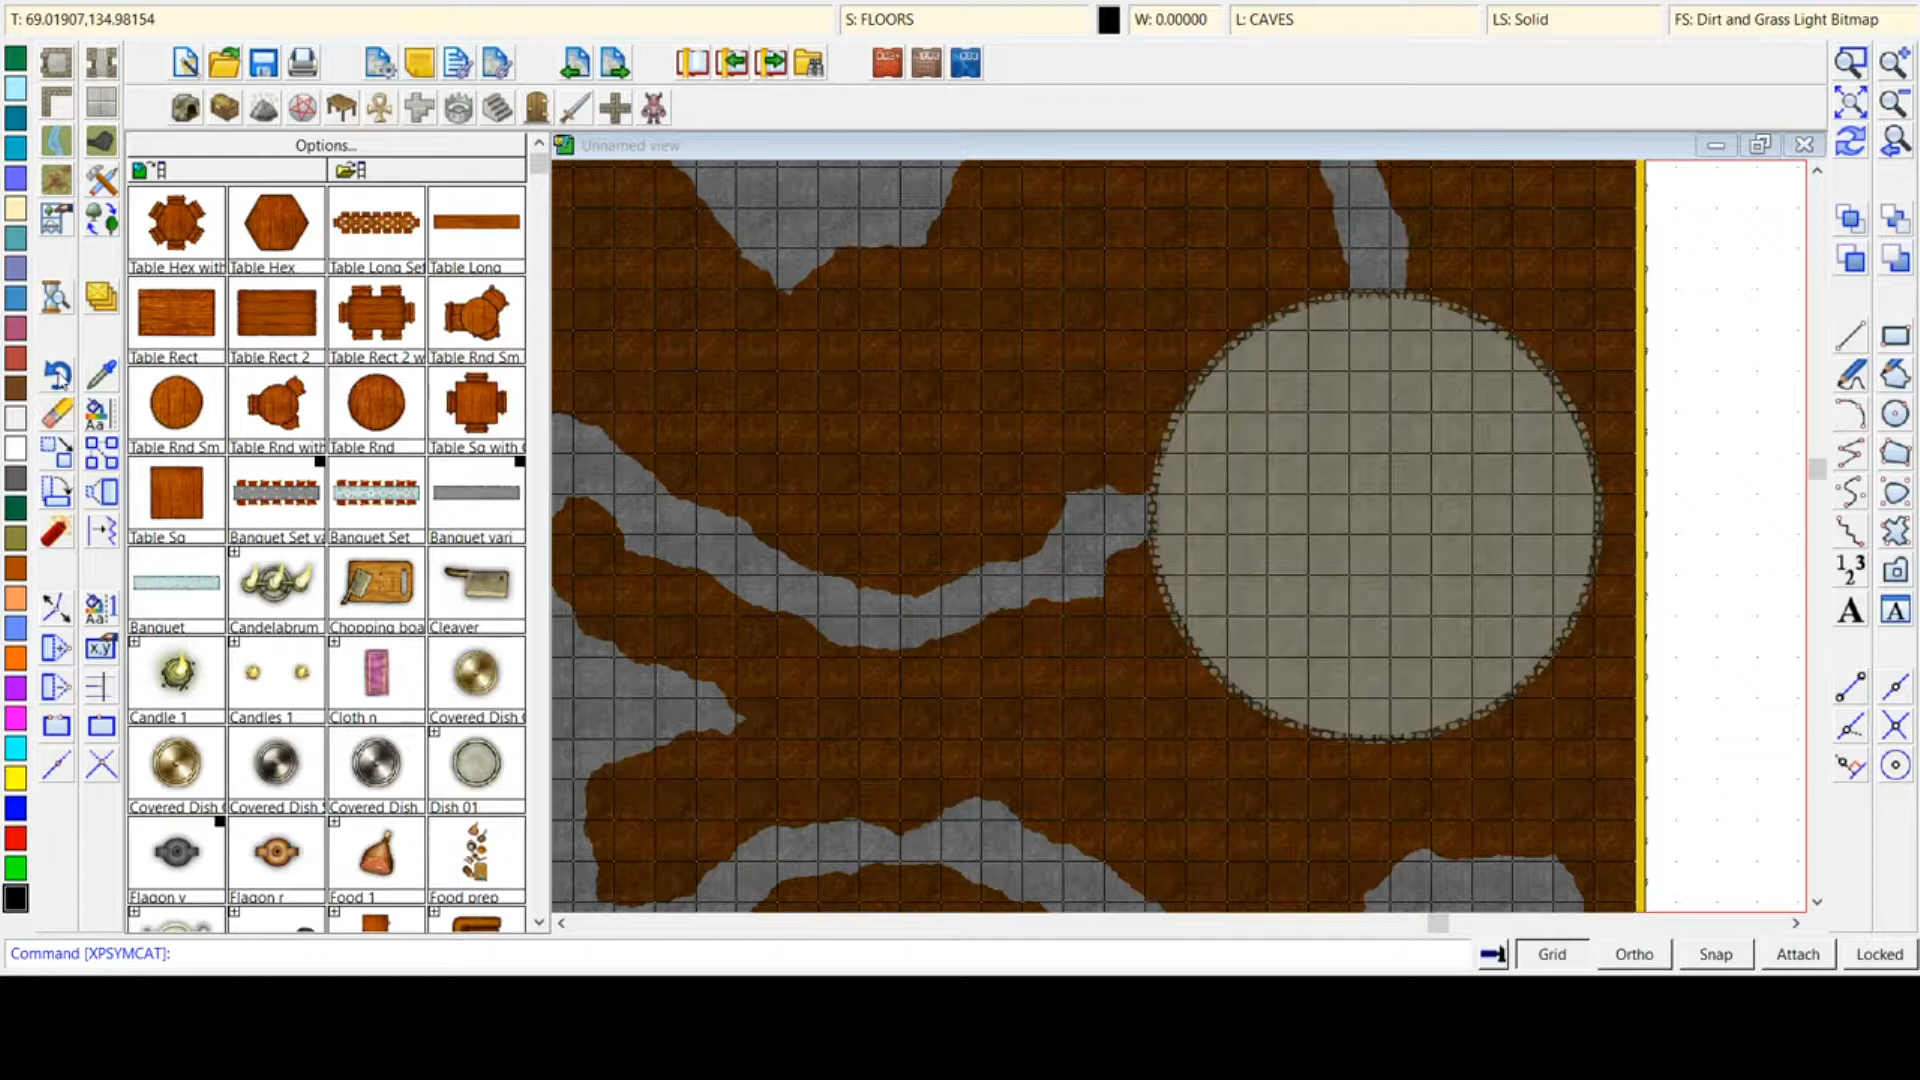 T: 69.01907,134.98154
S: FLOORS
W: 0.00000
L: CAVES
LS: Solid
FS: Dirt and Grass Light Bitmap
Options...
Unnamed view
Table Hex with
Table Hex
Table Long Set
Table Long
Table Rect
Table Rect 2
Table Rect 2 w
Table Rnd Sm
Table Rnd Sm
Table Rnd with
Table Rnd
Table Sq with C
Table Sq
Banquet Set va
Banquet Set
Banquet vari
Banquet
Candelabrum
Chopping boa
Cleaver
Candle 1
Candles 1
Cloth n
Covered Dish
Covered Dish
Covered Dish
Covered Dish
Dish 01
Flagon v
Flagon r
Food 1
Food prep
Command [XPSYMCAT]:
Grid
Ortho
Snap
Attach
Locked